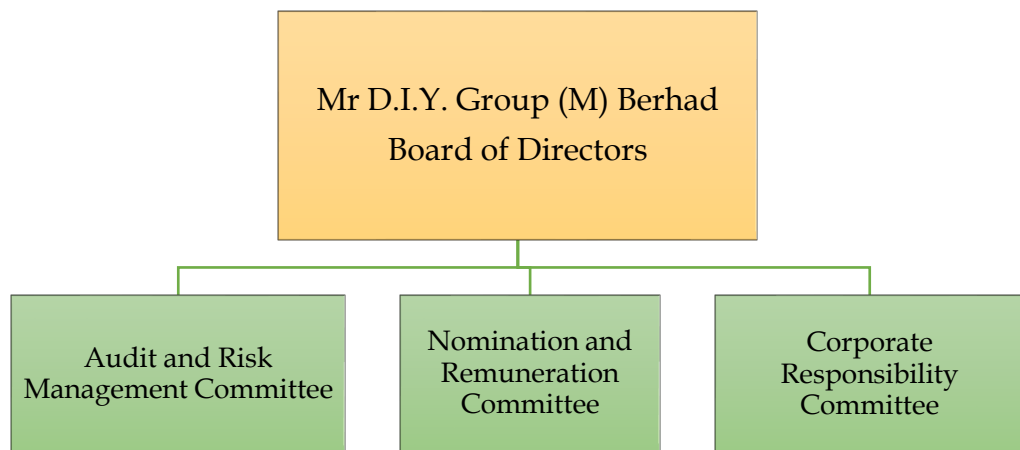 Mr D.I.Y. Group (M) Berhad
Board of Directors
Audit and Risk
Management Committee
Nomination and
Remuneration
Committee
Corporate
Responsibility
Committee